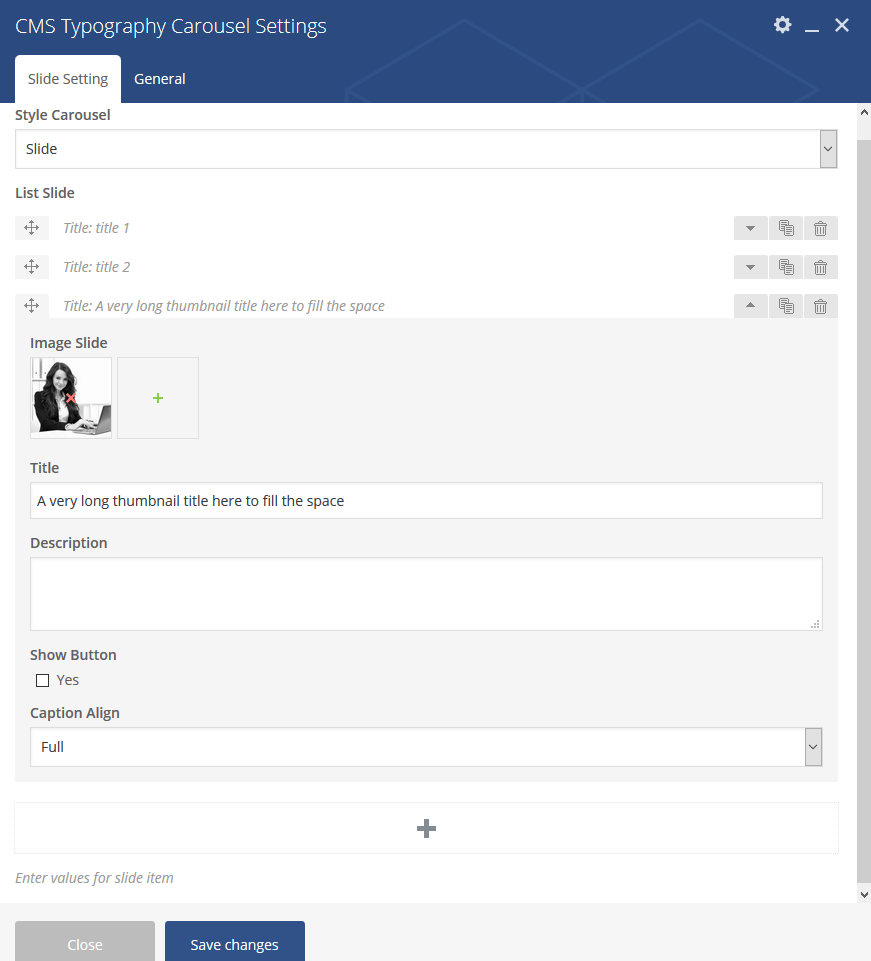 CMS Typography Carousel Settings
Slide Setting
General
Style Carousel
Slide
List Slide
Title: title 1
Title: title 2
Title: A very long thumbnail title here to fill the space
Image Slide
Title
A very long thumbnail title here to fill the space
Description
Show Button
Yes
Caption Align
Full
Enter values for slide item
Close
Save changes